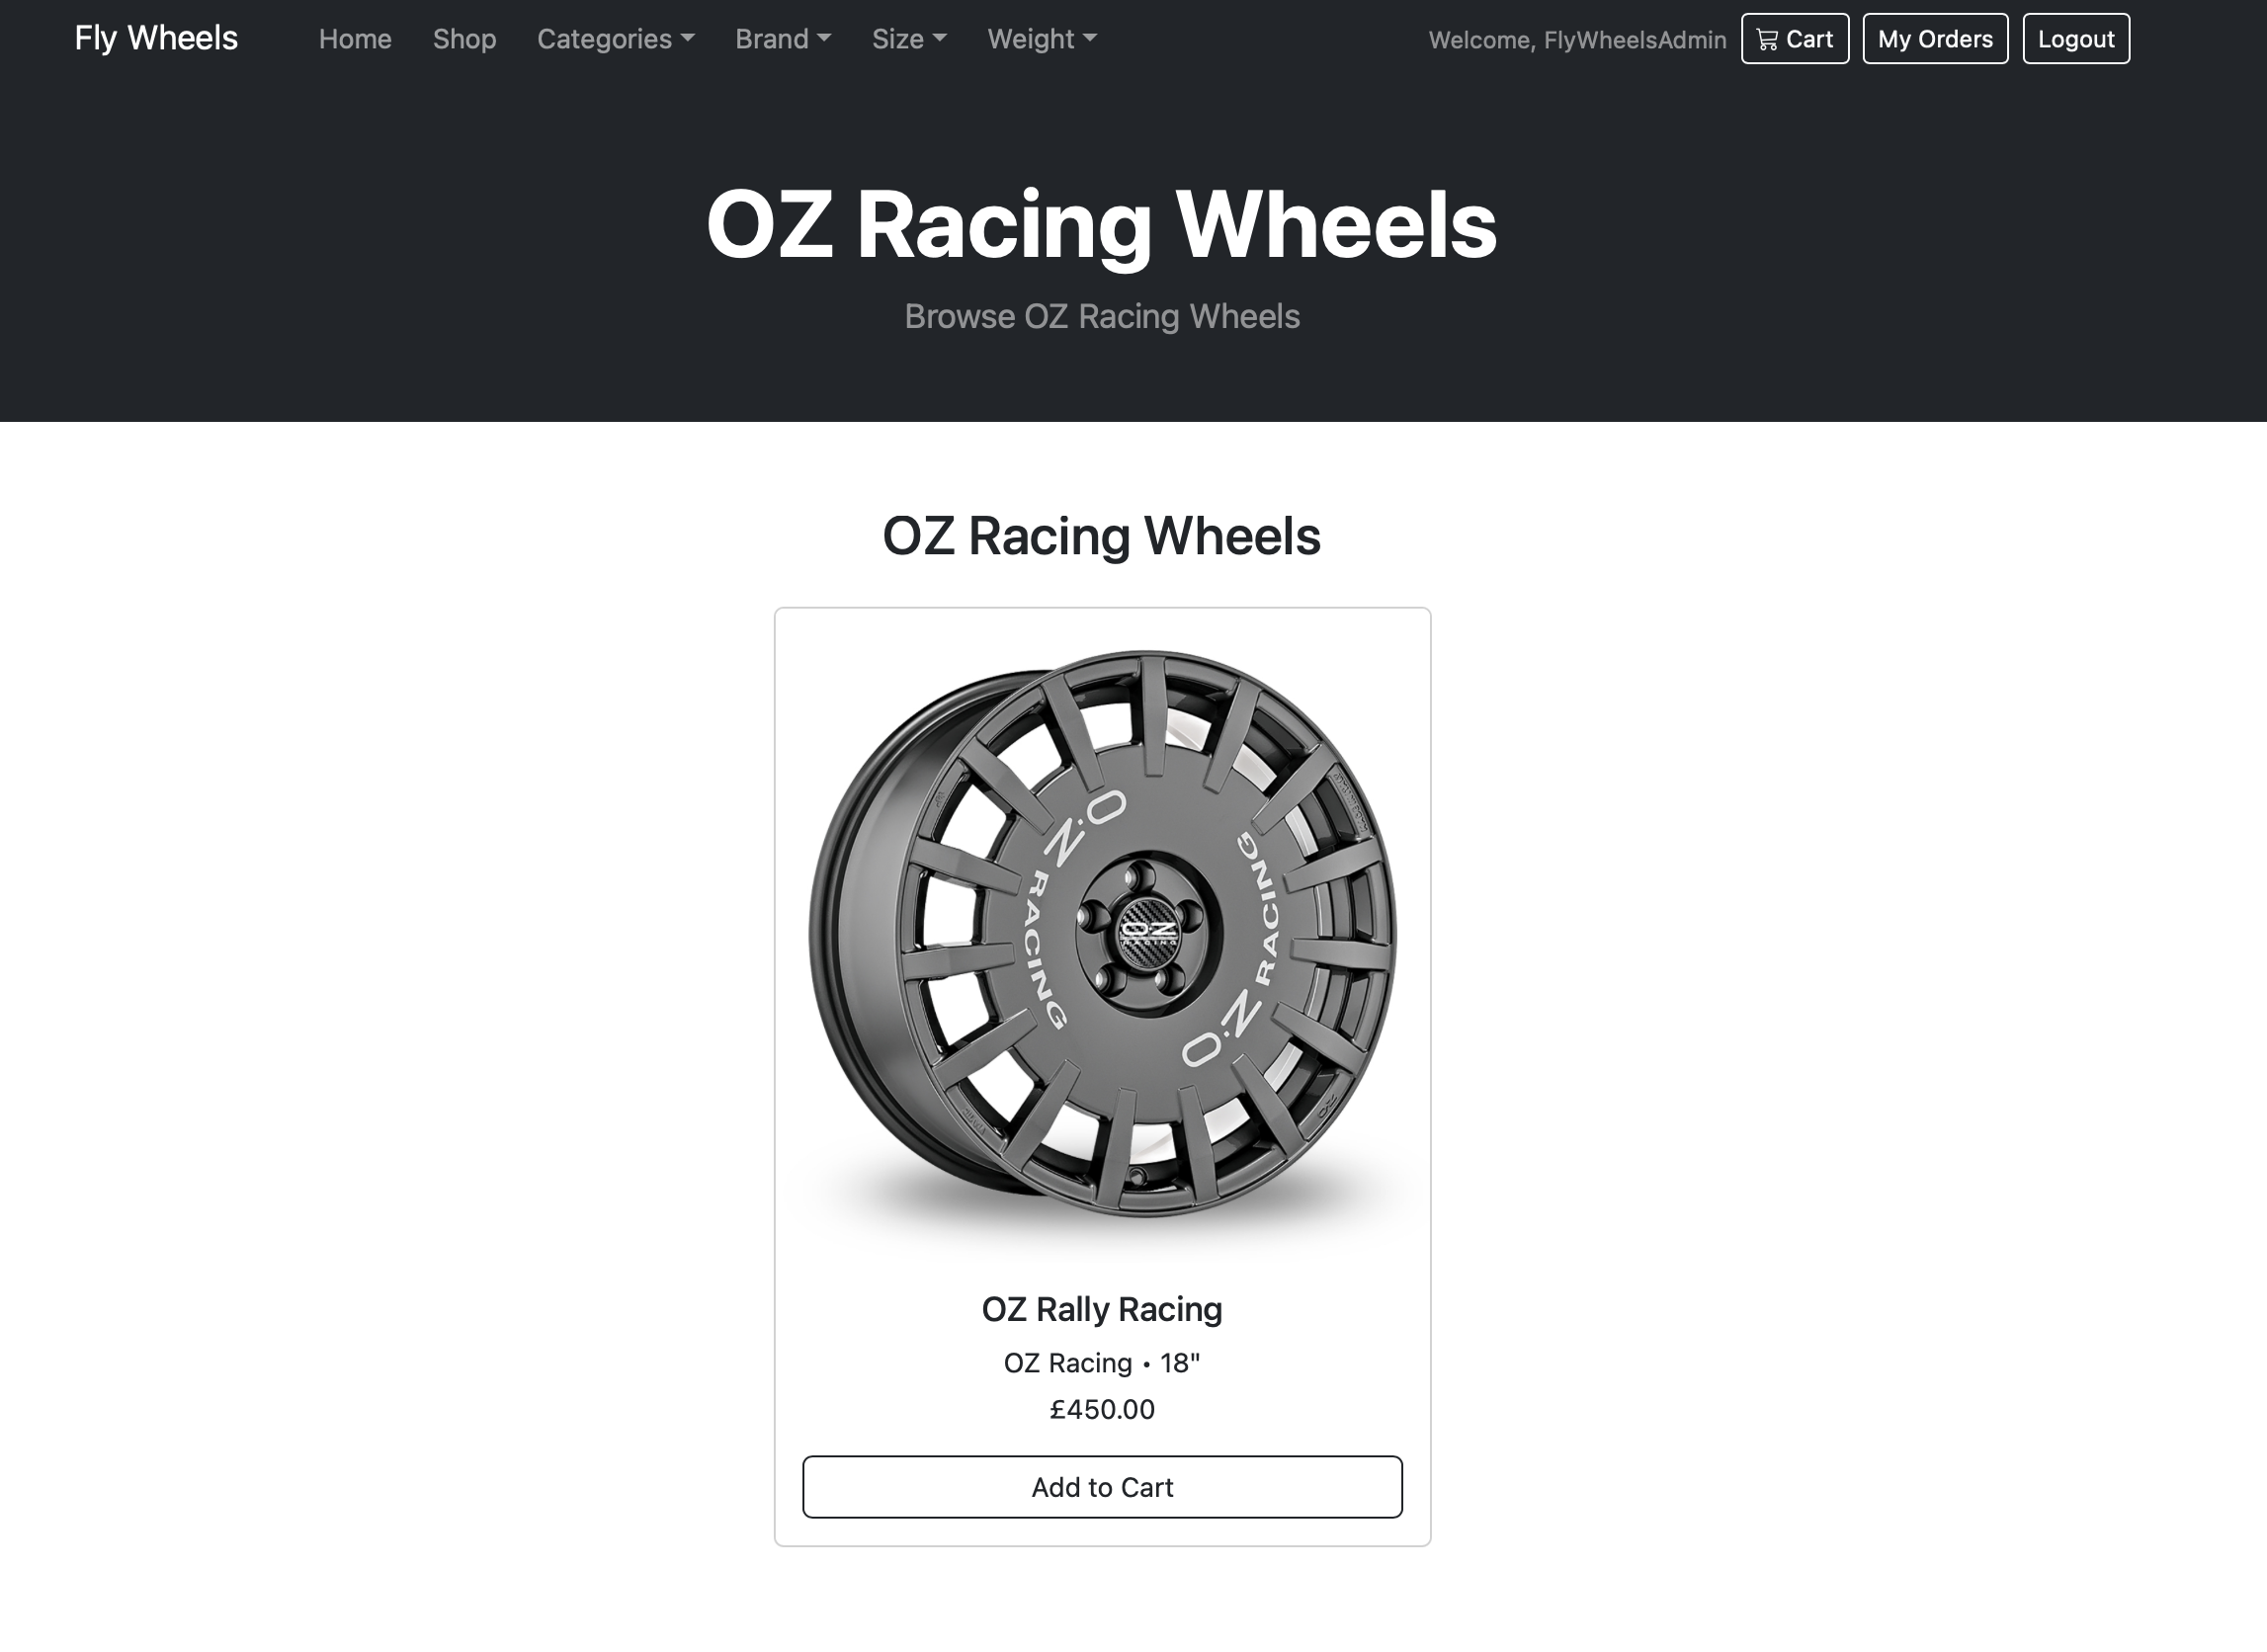 Fly Wheels Home Shop Categories Brand Size Weight Welcome, FlyWheelsAdmin Cart My Orders Logout
OZ Racing Wheels
Browse OZ Racing Wheels
OZ Racing Wheels
O.Z RACING
O.Z RACING
O.Z
RACING
OZ Rally Racing
OZ Racing • 18"
£450.00
Add to Cart